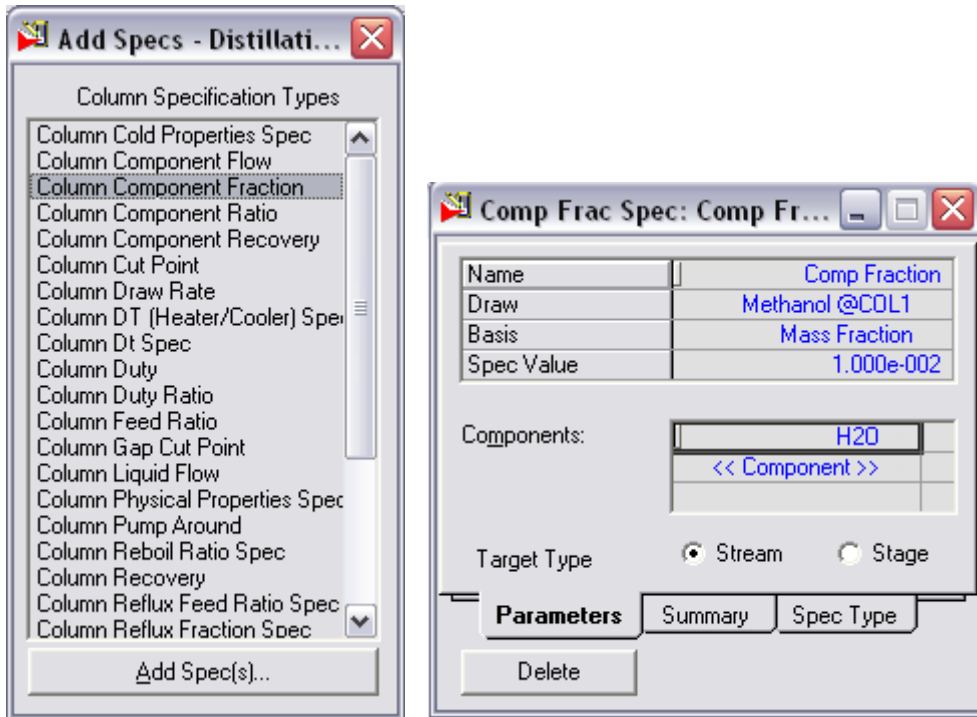 Add Specs - Distillati...
Column Specification Types
Column Cold Properties Spec
Column Component Flow
Column Component Fraction
Column Component Ratio
Column Component Recovery
Column Cut Point
Column Draw Rate
Column DT (Heater/Cooler) Spe
Column Dt Spec
Column Duty
Column Duty Ratio
Column Feed Ratio
Column Gap Cut Point
Column Liquid Flow
Column Physical Properties Spec
Column Pump Around
Column Reboil Ratio Spec
Column Recovery
Column Reflux Feed Ratio Spec
Column Reflux Fraction Spec
Add Spec(s)...
Comp Frac Spec: Comp Fr...
Name Comp Fraction
Draw Methanol @COL1
Basis Mass Fraction
Spec Value 1.000e-002
Components: H2O
<< Component >>
Target Type Stream Stage
Parameters Summary Spec Type
Delete